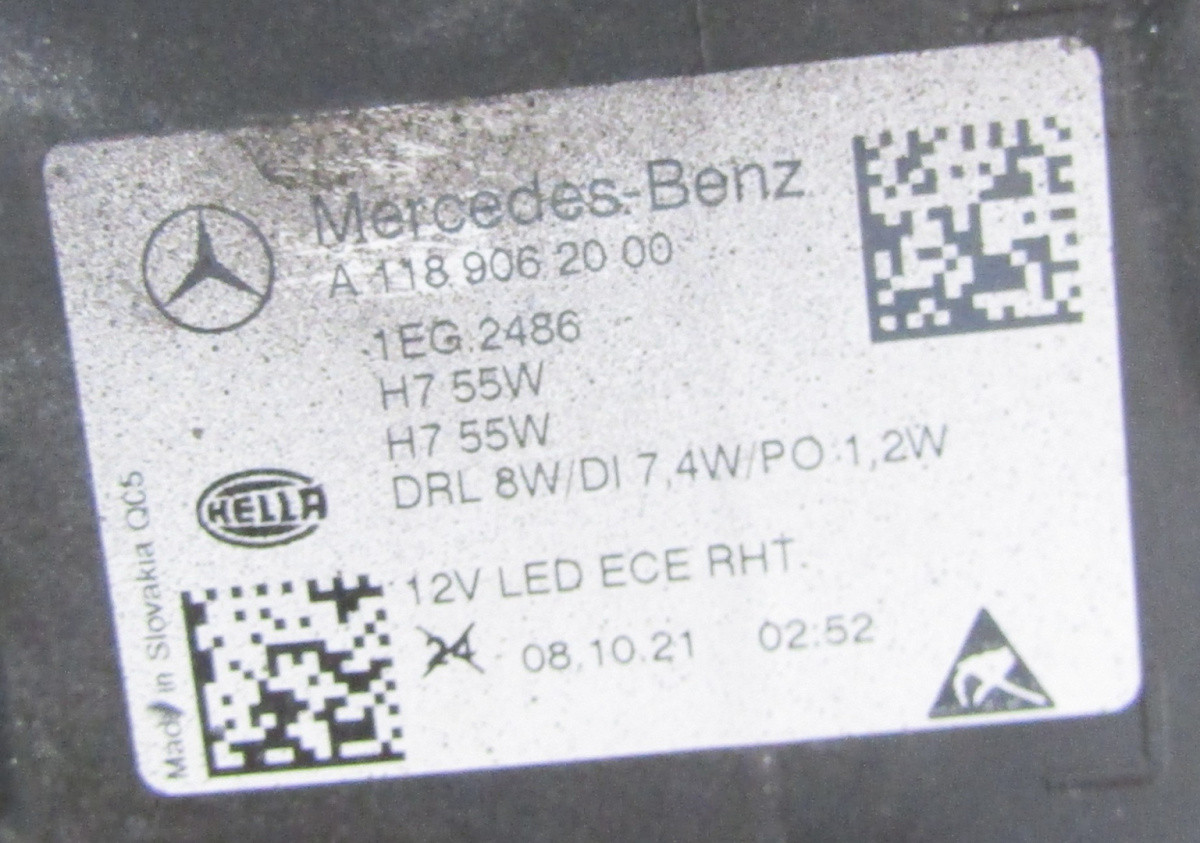 Mercedes-Benz
A 118 906 20 00
1EG 2486
H7 55W
H7 55W
DRL 8W/DI 7,4W/PO 1,2W
HELLA
12V LED ECE RHT
24 08.10.21 02:52
Made in Slovakia QC5